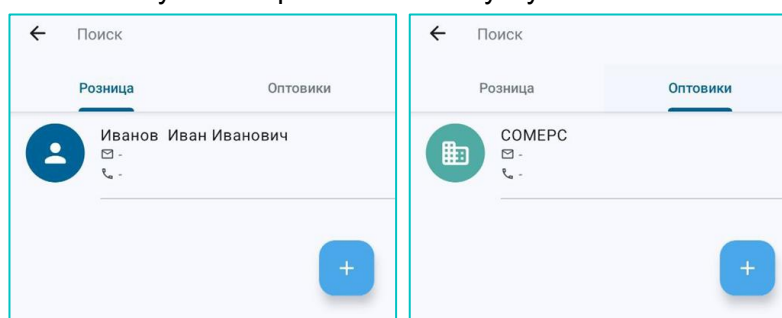 Поиск
Розница Оптовики
Иванов Иван Иванович
-
-
+
Поиск
Розница Оптовики
СОМЕРС
-
-
+